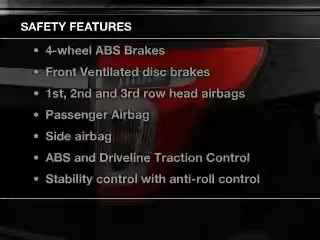 SAFETY FEATURES
• 4-wheel ABS Brakes
• Front Ventilated disc brakes
• 1st, 2nd and 3rd row head airbags
• Passenger Airbag
• Side airbag
• ABS and Driveline Traction Control
• Stability control with anti-roll control